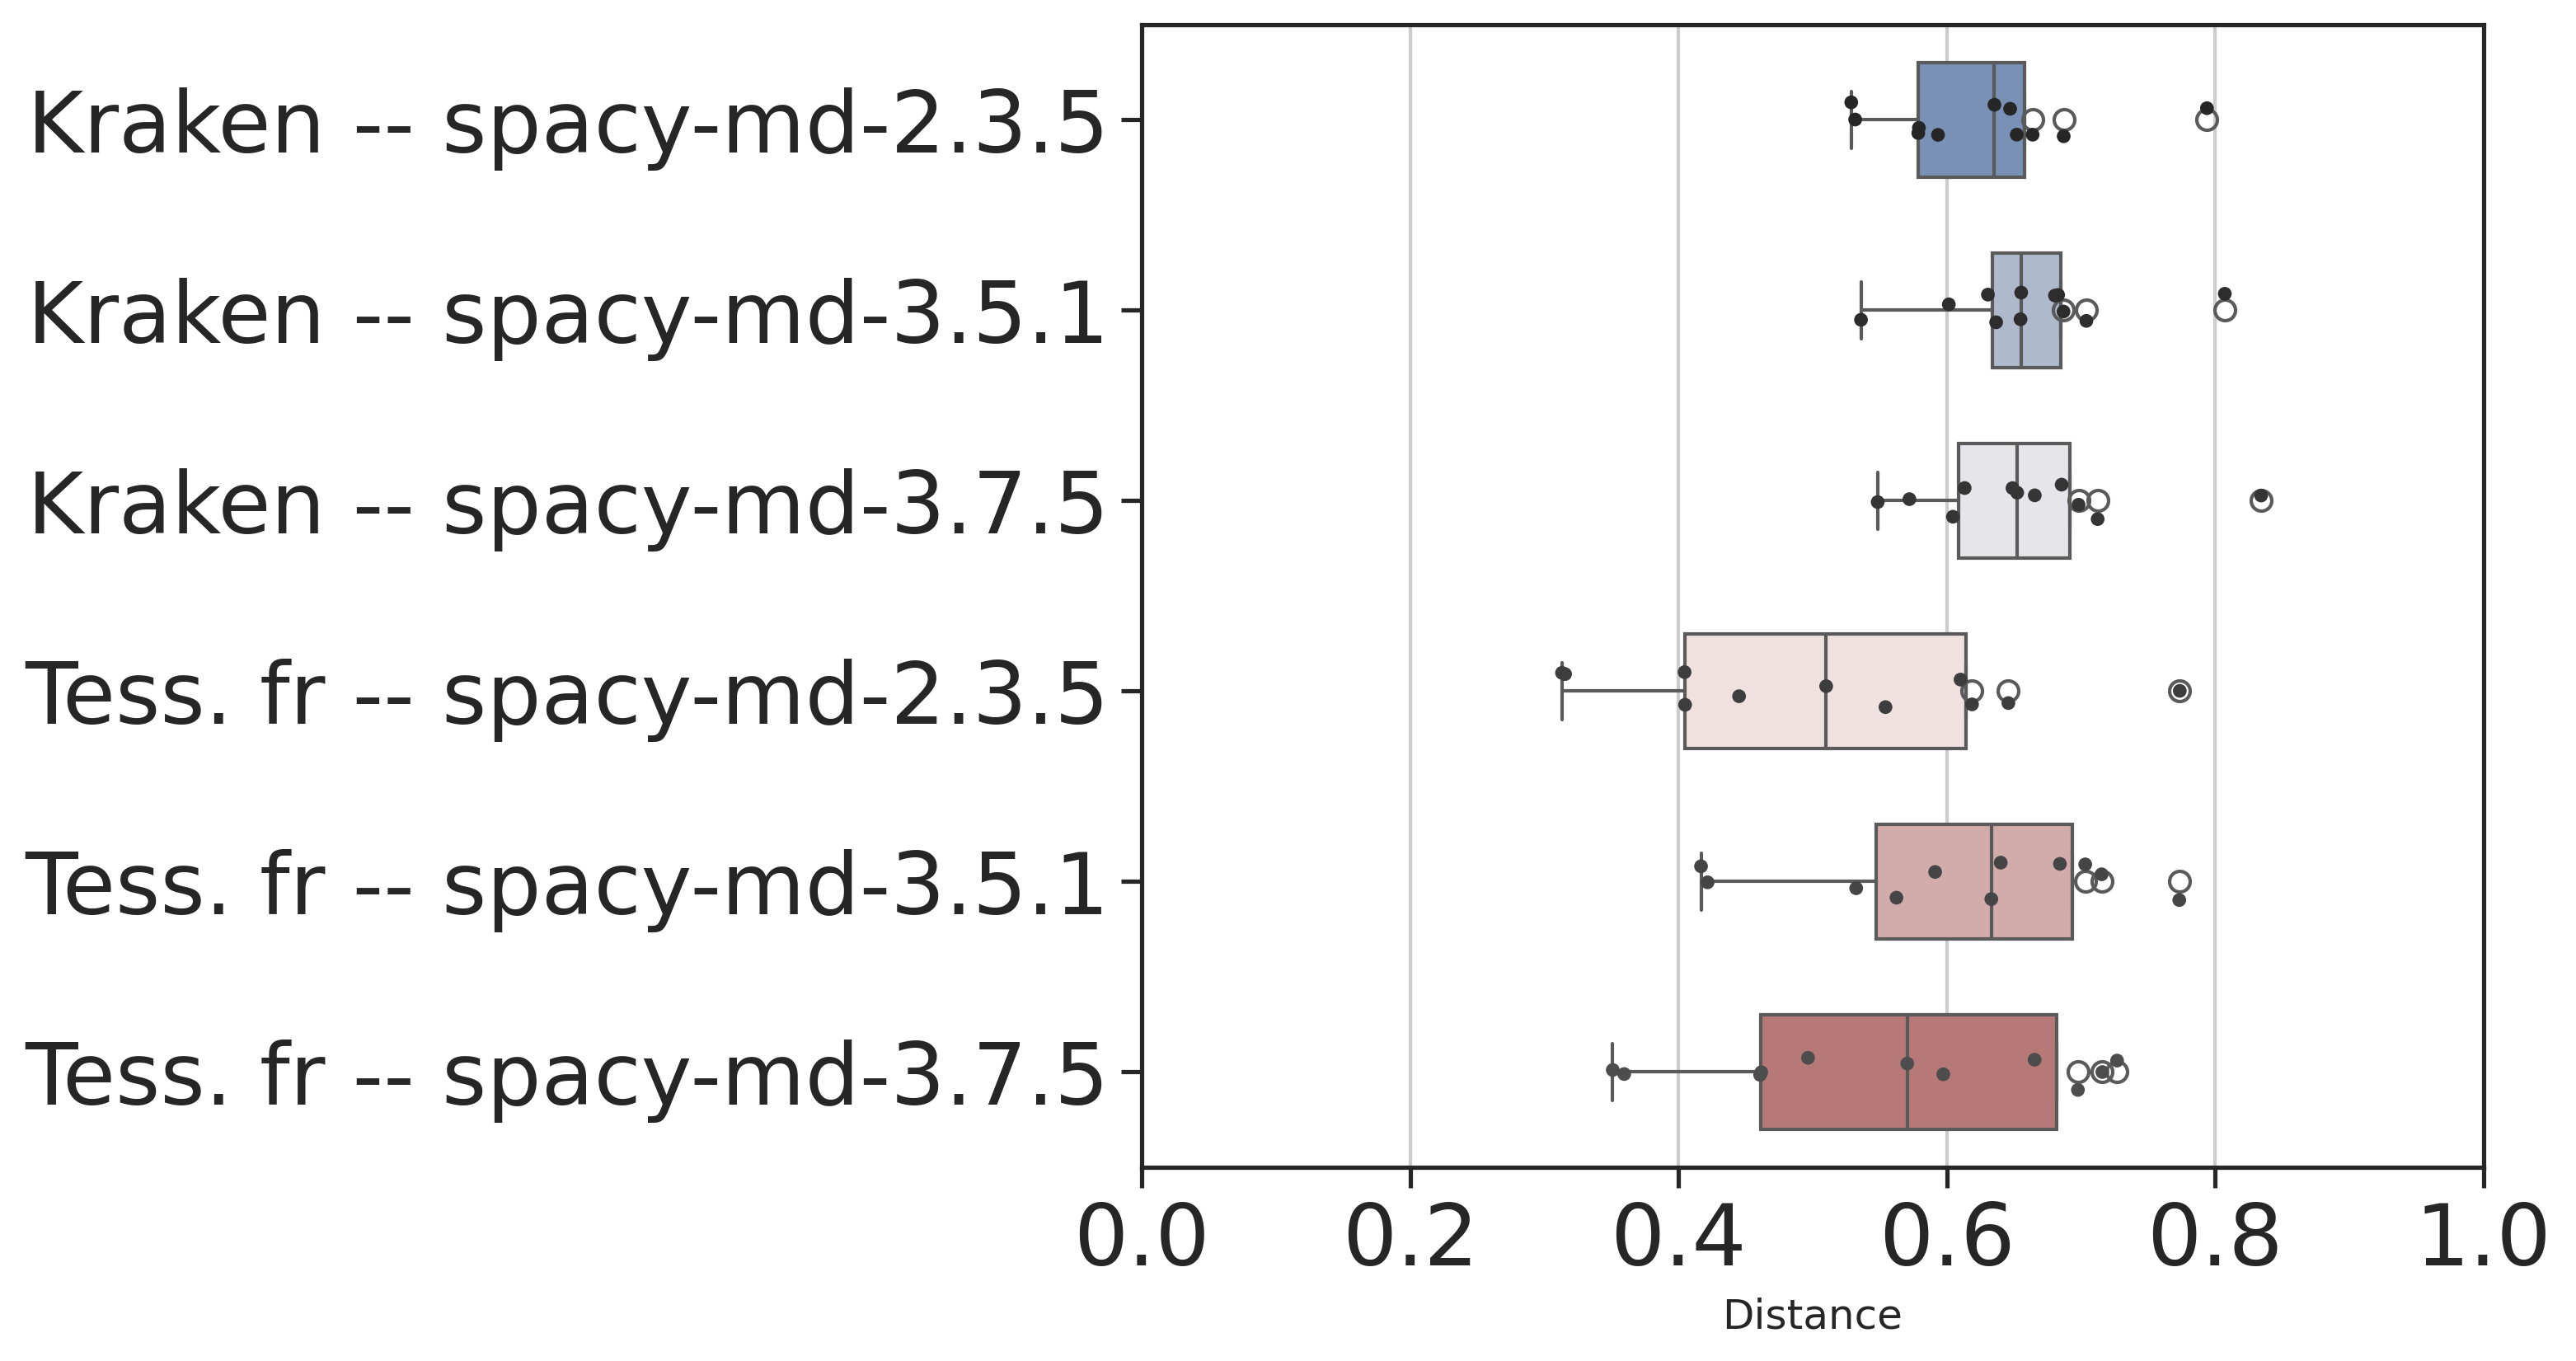 Kraken -- spacy-md-2.3.5
Kraken -- spacy-md-3.5.1
Kraken -- spacy-md-3.7.5
Tess. fr -- spacy-md-2.3.5
Tess. fr -- spacy-md-3.5.1
Tess. fr -- spacy-md-3.7.5
0.0 0.2 0.4 0.6 0.8 1.0
Distance